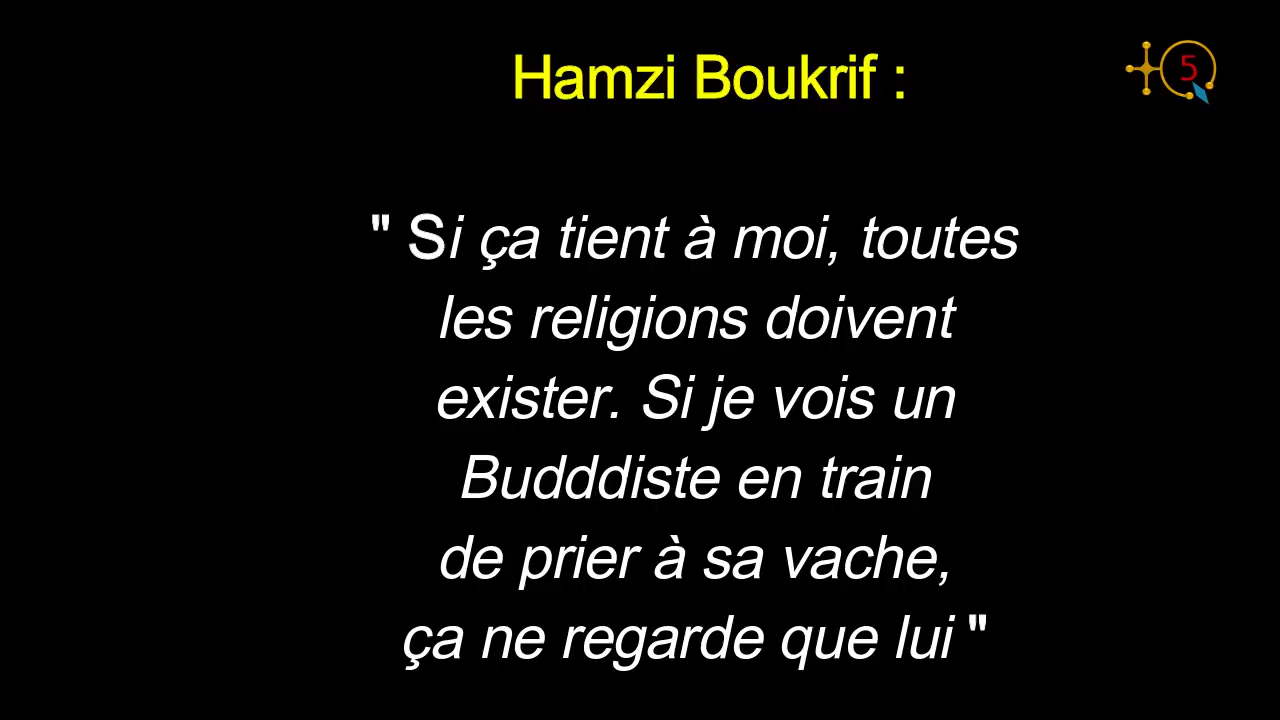 Hamzi Boukrif :
5
" Si ça tient à moi, toutes
les religions doivent
exister. Si je vois un
Budddiste en train
de prier à sa vache,
ça ne regarde que lui "